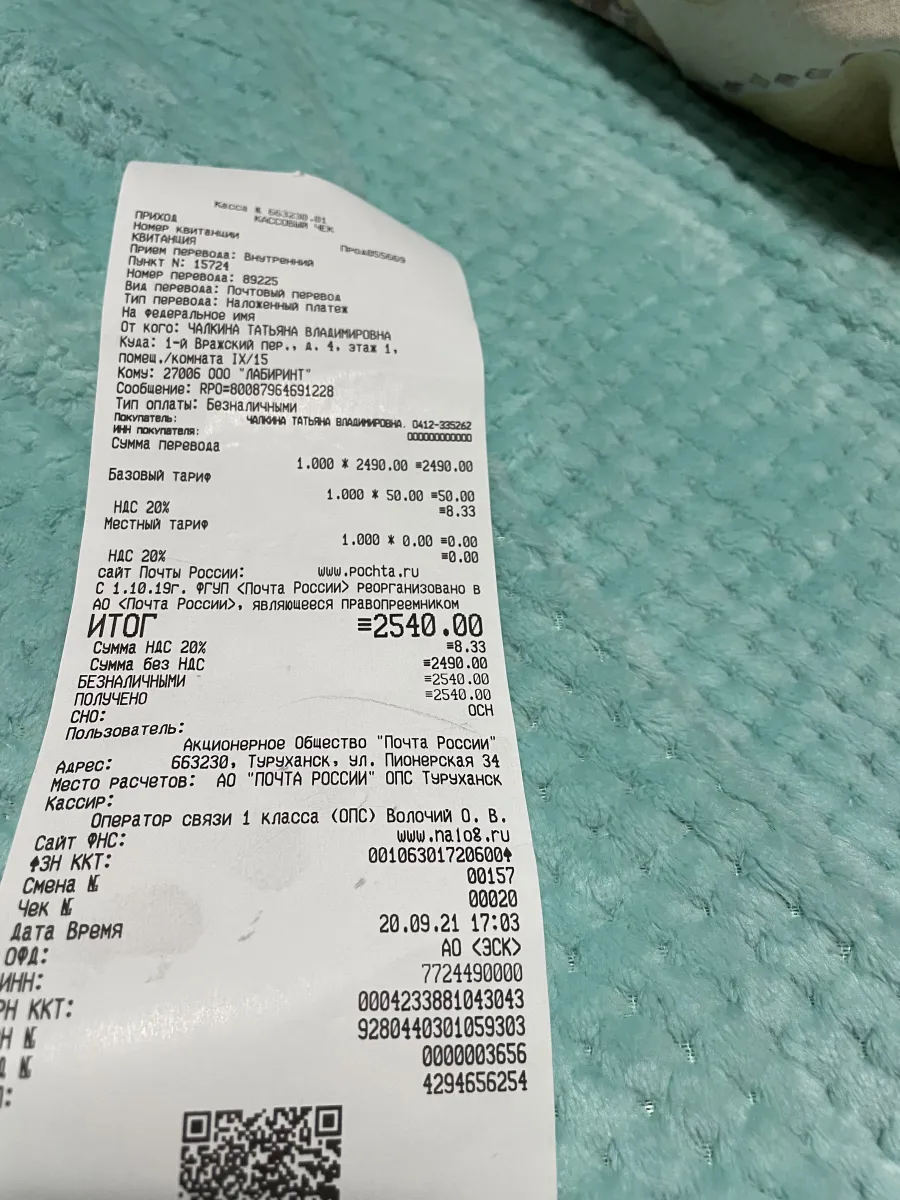 Касса № 663230-01
КАССОВЫЙ ЧЕК
ПРИХОД
Номер квитанции Прод055669
КВИТАНЦИЯ
Прием перевода: Внутренний
Пункт N: 15724
Номер перевода: 89225
Вид перевода: Почтовый перевод
Тип перевода: Наложенный платеж
На федеральное имя
От кого: ЧАЛКИНА ТАТЬЯНА ВЛАДИМИРОВНА
Куда: 1-й Вражский пер., д. 4, этаж 1,
помещ./комната IX/15
Кому: 27006 ООО "ЛАБИРИНТ"
Сообщение: RPO=80087964691228
Тип оплаты: Безналичными
Покупатель: ЧАЛКИНА ТАТЬЯНА ВЛАДИМИРОВНА. 0412-335262
ИНН покупателя: 000000000000
Сумма перевода
1.000 * 2490.00 ≡2490.00
Базовый тариф
1.000 * 50.00 ≡50.00
НДС 20% ≡8.33
Местный тариф
1.000 * 0.00 ≡0.00
НДС 20% ≡0.00
сайт Почты России: www.pochta.ru
С 1.10.19г. ФГУП <Почта России> реорганизовано в
АО <Почта России>, являющееся правопреемником
ИТОГ ≡2540.00
Сумма НДС 20% ≡8.33
Сумма без НДС ≡2490.00
БЕЗНАЛИЧНЫМИ ≡2540.00
ПОЛУЧЕНО ≡2540.00
СНО: ОСН
Пользователь:
Акционерное Общество "Почта России"
Адрес: 663230, Туруханск, ул. Пионерская 34
Место расчетов: АО "ПОЧТА РОССИИ" ОПС Туруханск
Кассир:
Оператор связи 1 класса (ОПС) Волочий О. В.
Сайт ФНС: www.nalog.ru
ЗН ККТ: 00106301720600
Смена № 00157
Чек № 00020
Дата Время 20.09.21 17:03
ОФД: АО <ЭСК>
ИНН: 7724490000
РН ККТ: 0004233881043043
Н № 9280440301059303
Д № 0000003656
: 4294656254